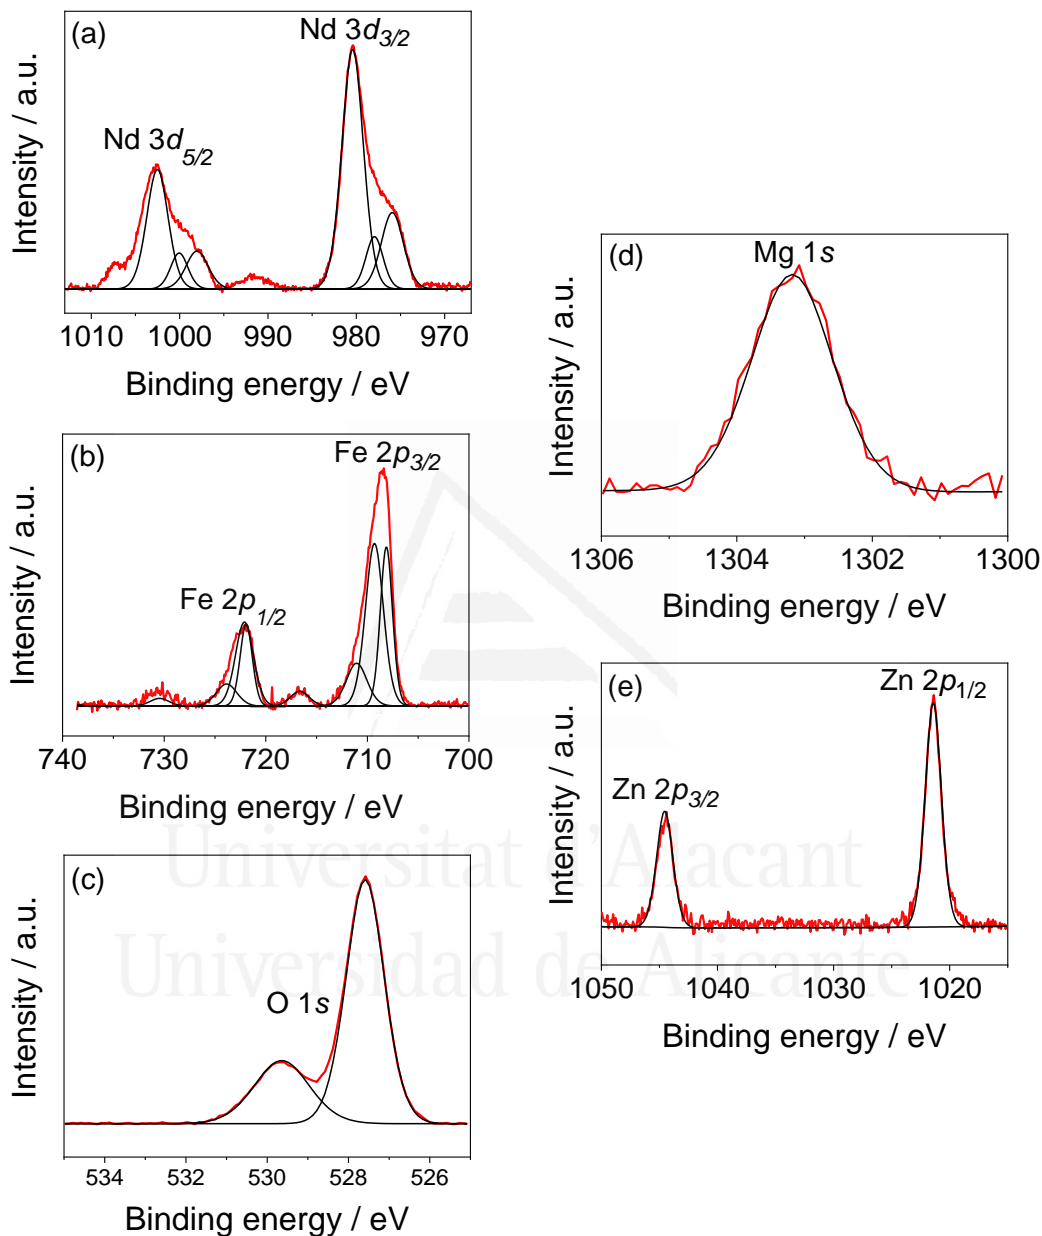 (a)
Nd 3d3/2
Nd 3d5/2
Intensity / a.u.
1010 1000 990 980 970
Binding energy / eV
(b)
Fe 2p3/2
Fe 2p1/2
Intensity / a.u.
740 730 720 710 700
Binding energy / eV
(c)
O 1s
Intensity / a.u.
534 532 530 528 526
Binding energy / eV
(d)
Mg 1s
Intensity / a.u.
1306 1304 1302 1300
Binding energy / eV
(e)
Zn 2p1/2
Zn 2p3/2
Intensity / a.u.
1050 1040 1030 1020
Binding energy / eV
Universitat d'Alacant
Universidad de Alicante